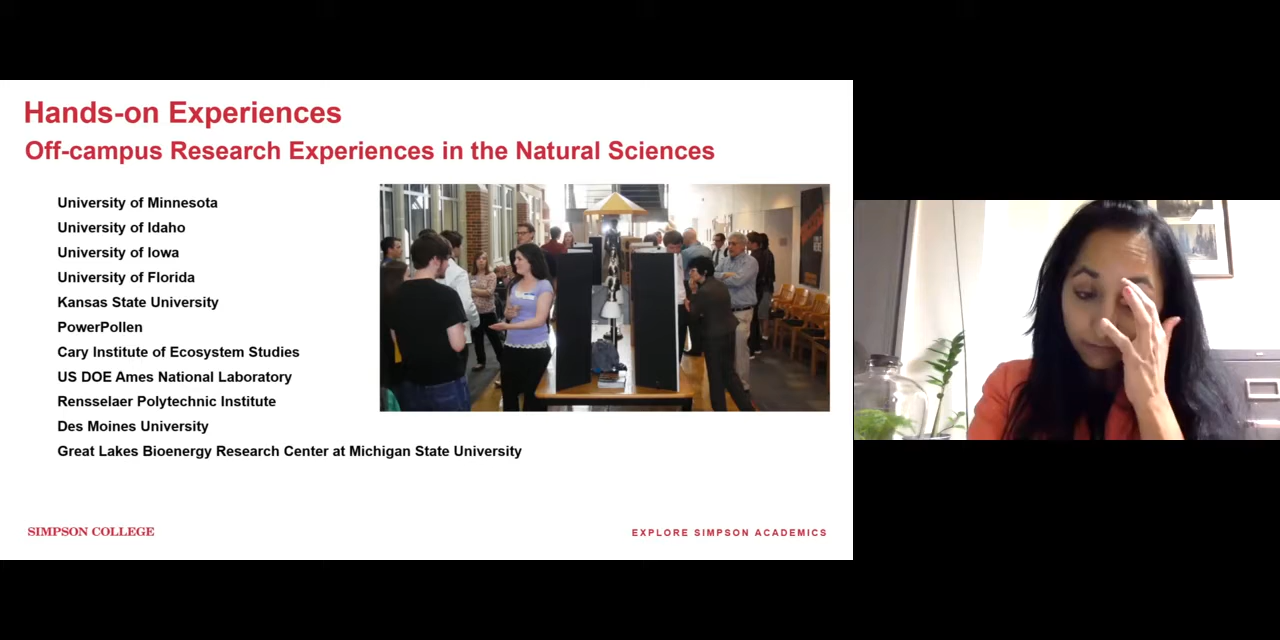 Hands-on Experiences
Off-campus Research Experiences in the Natural Sciences
University of Minnesota
University of Idaho
University of Iowa
University of Florida
Kansas State University
PowerPollen
Cary Institute of Ecosystem Studies
US DOE Ames National Laboratory
Rensselaer Polytechnic Institute
Des Moines University
Great Lakes Bioenergy Research Center at Michigan State University
SIMPSON COLLEGE
EXPLORE SIMPSON ACADEMICS